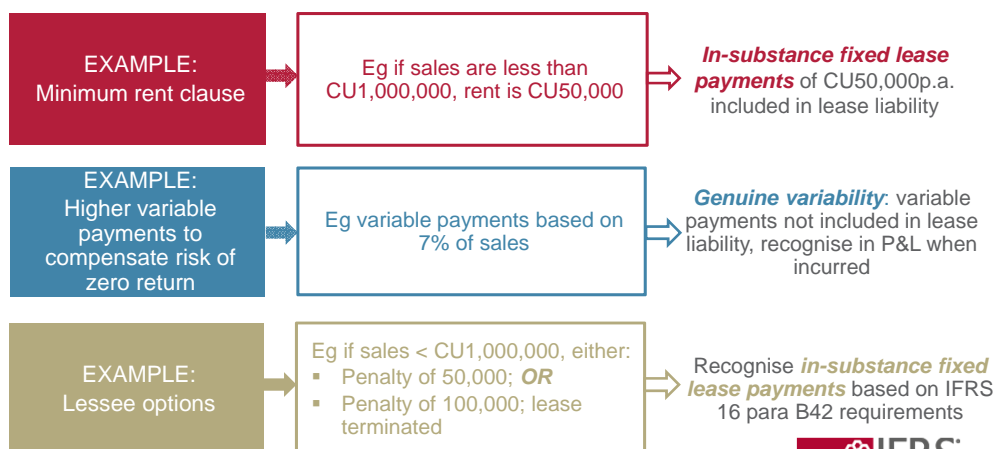 EXAMPLE:
Minimum rent clause
Eg if sales are less than
CU1,000,000, rent is CU50,000
In-substance fixed lease
payments of CU50,000p.a.
included in lease liability
EXAMPLE:
Higher variable
payments to
compensate risk of
zero return
Eg variable payments based on
7% of sales
Genuine variability: variable
payments not included in lease
liability, recognise in P&L when
incurred
EXAMPLE:
Lessee options
Eg if sales < CU1,000,000, either:
▪ Penalty of 50,000; OR
▪ Penalty of 100,000; lease
terminated
Recognise in-substance fixed
lease payments based on IFRS
16 para B42 requirements
IFRS